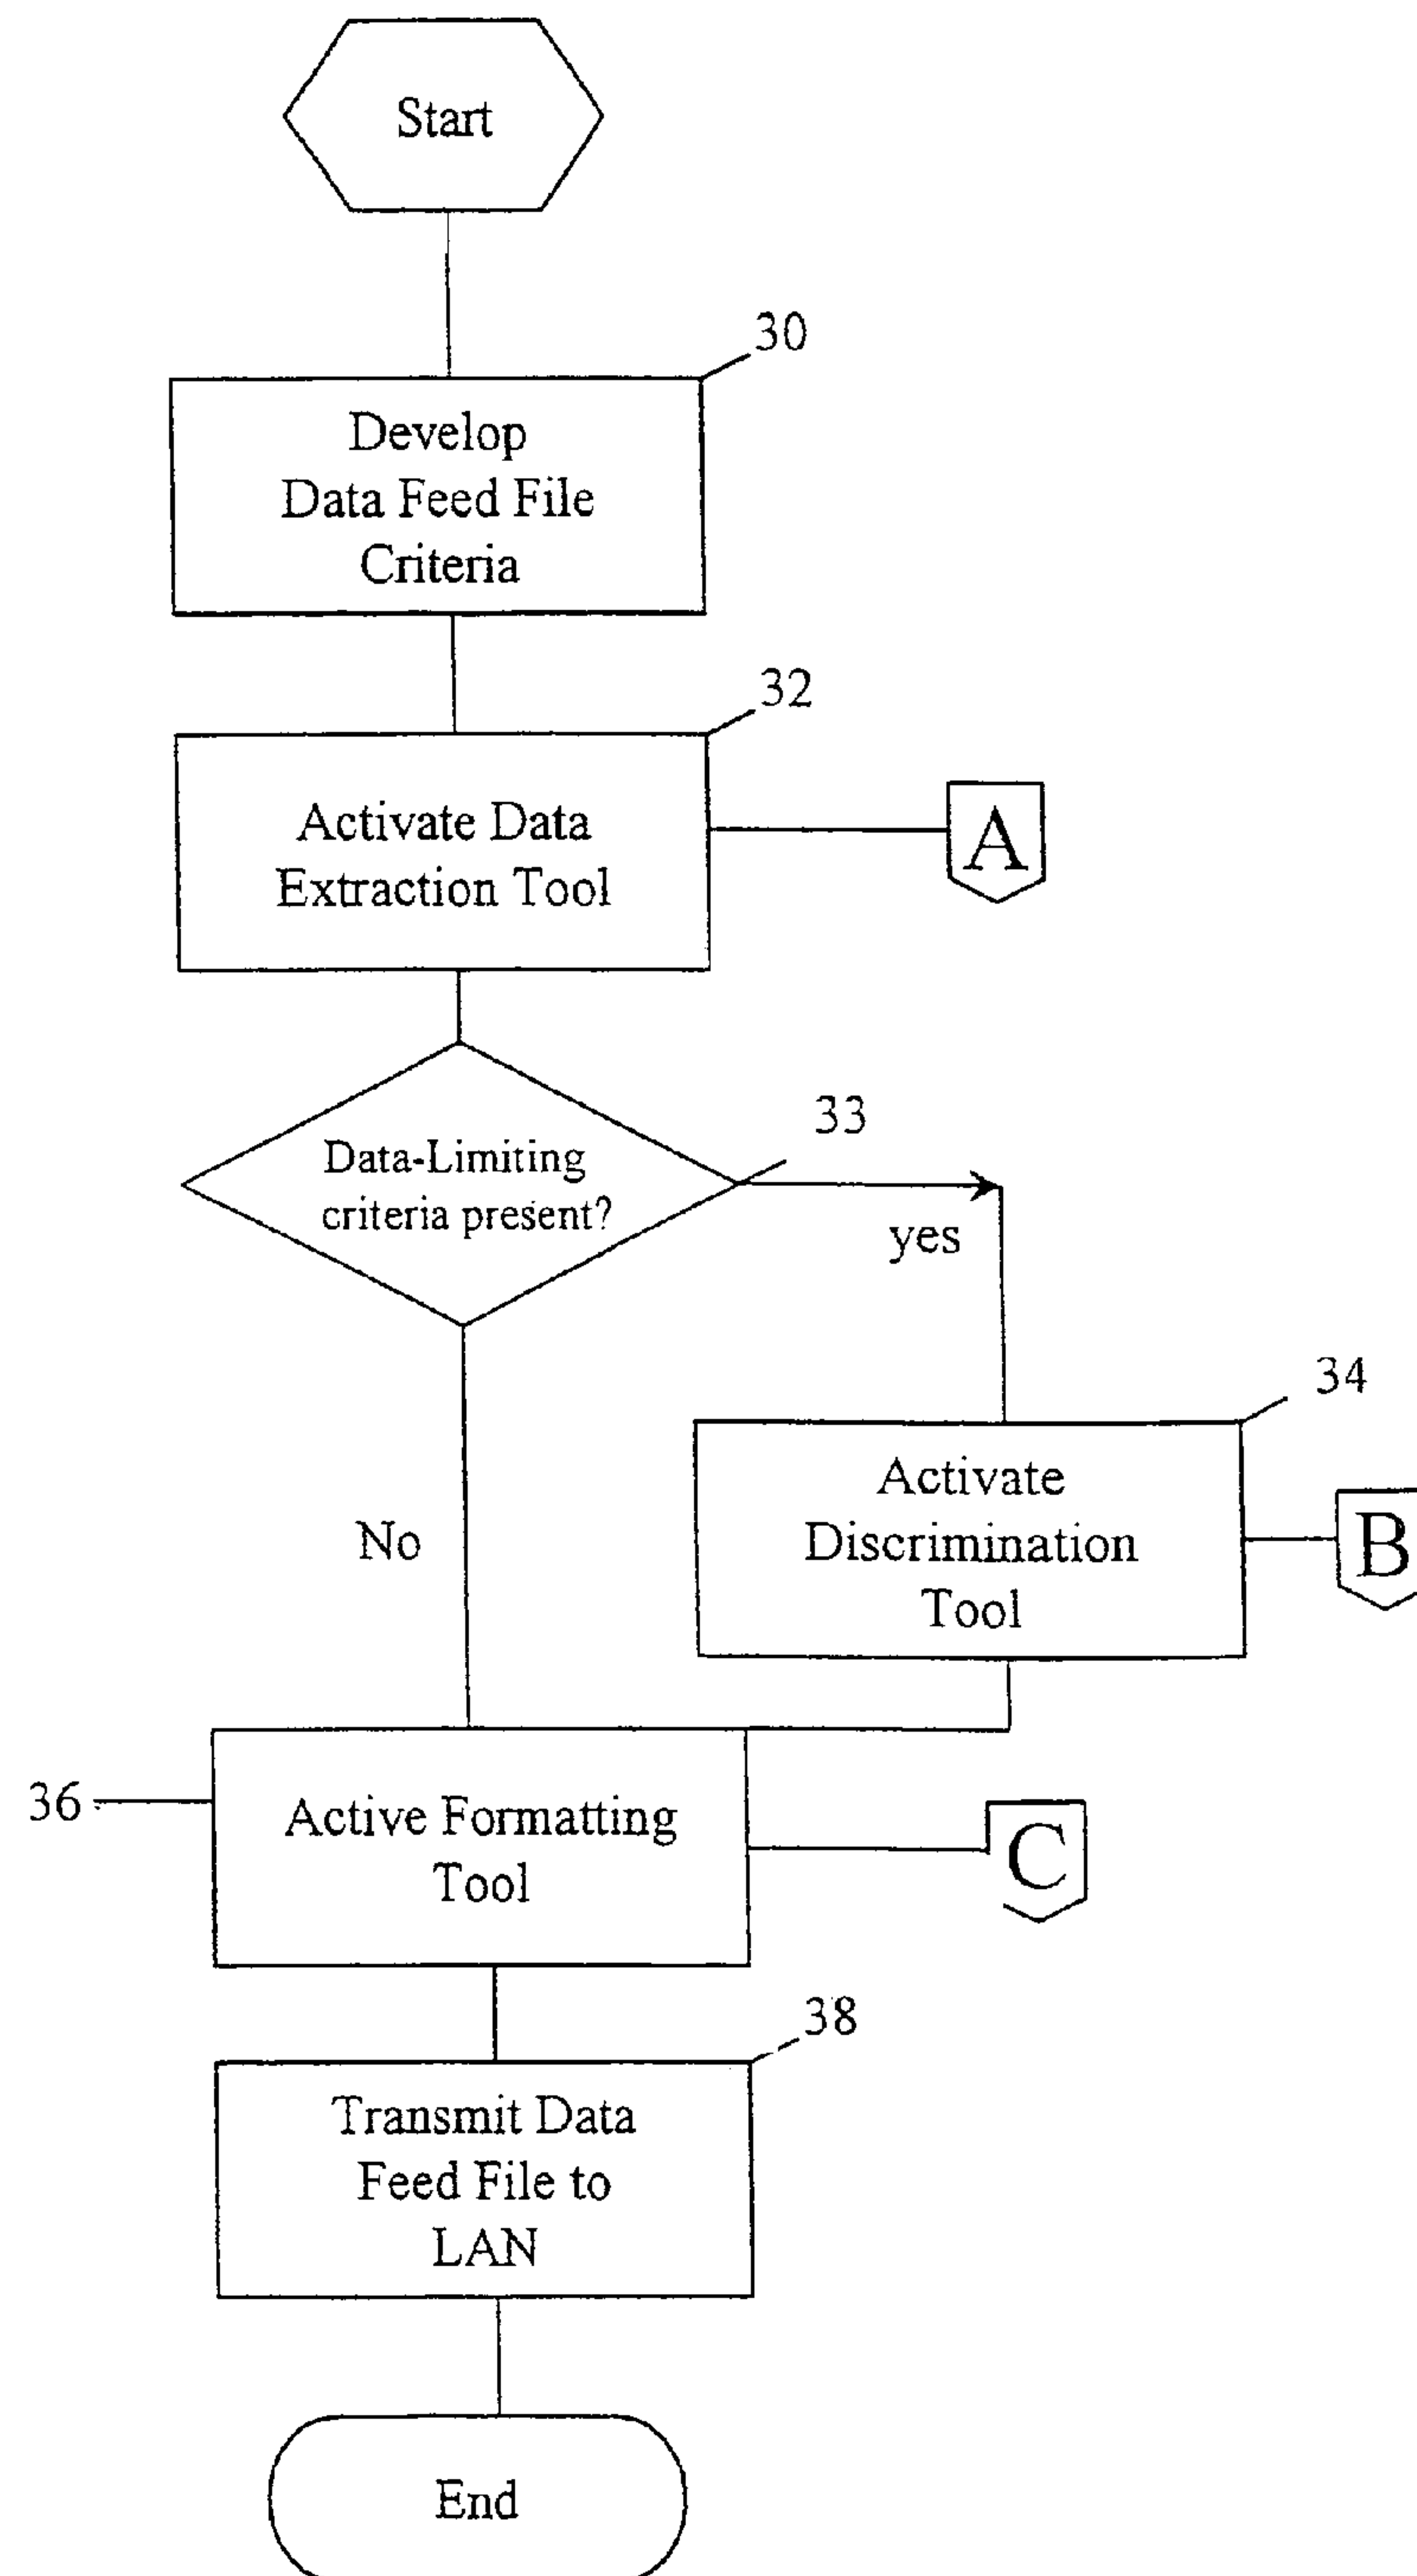 Start
30
Develop
Data Feed File
Criteria
32
Activate Data
Extraction Tool
A
33
Data-Limiting
criteria present?
yes
34
Activate
Discrimination
Tool
B
No
36
Active Formatting
Tool
C
38
Transmit Data
Feed File to
LAN
End